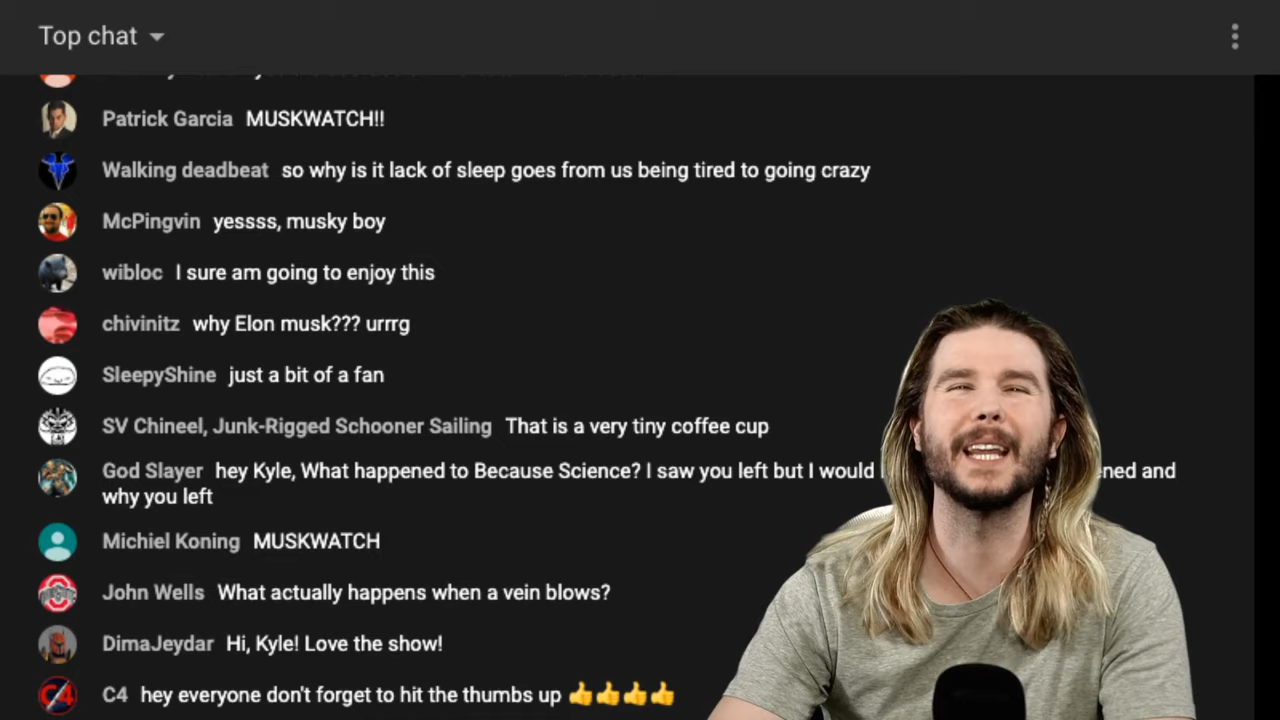 Top chat
Patrick Garcia MUSKWATCH!!
Walking deadbeat so why is it lack of sleep goes from us being tired to going crazy
McPingvin yessss, musky boy
wibloc I sure am going to enjoy this
chivinitz why Elon musk??? urrrg
SleepyShine just a bit of a fan
SV Chineel, Junk-Rigged Schooner Sailing That is a very tiny coffee cup
God Slayer hey Kyle, What happened to Because Science? I saw you left but I would and
why you left
Michiel Koning MUSKWATCH
John Wells What actually happens when a vein blows?
DimaJeydar Hi, Kyle! Love the show!
C4 hey everyone don't forget to hit the thumbs up 👍👍👍👍